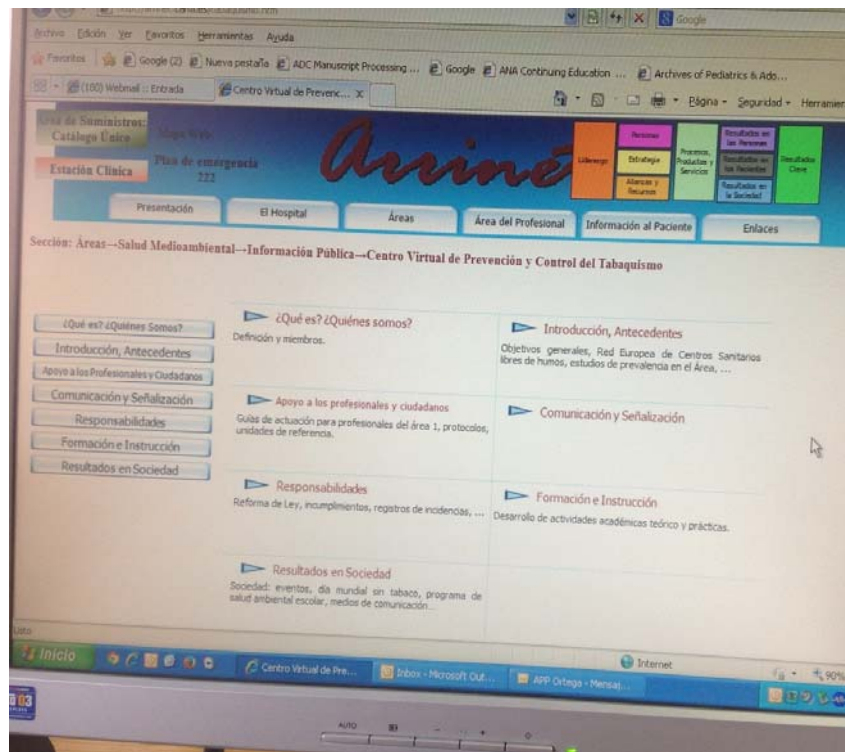 Archivo Edición Ver Favoritos Herramientas Ayuda
Google
Favoritos Google (2) Nueva pestaña ADC Manuscript Processing ... Google ANA Continuing Education ... Archives of Pediatrics & Ado...
(100) Webmail :: Entrada Centro Virtual de Prevenc... X
Página Seguridad Herramien
Área de Suministros:
Catálogo Único
Mapa Web
Estación Clínica
Plan de emergencia
222
Arriné
Liderazgo
Personas
Estrategia
Alianzas y
Recursos
Procesos,
Productos y
Servicios
Resultados en
las Personas
Resultados en
los Pacientes
Resultados en
la Sociedad
Resultados
Clave
Presentación El Hospital Áreas Área del Profesional Información al Paciente Enlaces
Sección: Áreas→Salud Medioambiental→Información Pública→Centro Virtual de Prevención y Control del Tabaquismo
¿Qué es? ¿Quiénes Somos?
Introducción, Antecedentes
Apoyo a los Profesionales y Ciudadanos
Comunicación y Señalización
Responsabilidades
Formación e Instrucción
Resultados en Sociedad
¿Qué es? ¿Quiénes somos?
Definición y miembros.
Introducción, Antecedentes
Objetivos generales, Red Europea de Centros Sanitarios
libres de humos, estudios de prevalencia en el Área, ...
Apoyo a los profesionales y ciudadanos
Guías de actuación para profesionales del área 1, protocolos,
unidades de referencia.
Comunicación y Señalización
Responsabilidades
Reforma de Ley, incumplimientos, registros de incidencias, ...
Formación e Instrucción
Desarrollo de actividades académicas teórico y prácticas.
Resultados en Sociedad
Sociedad: eventos, día mundial sin tabaco, programa de
salud ambiental escolar, medios de comunicación...
Listo
Internet
90%
Inicio Centro Virtual de Pre... Inbox - Microsoft Out... APP Ortega - Mensaj...
03
AUTO